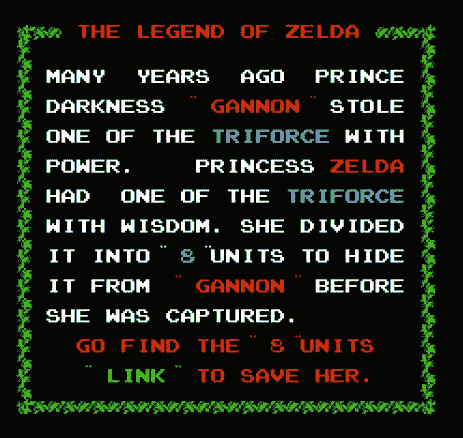 THE LEGEND OF ZELDA
MANY YEARS AGO PRINCE
DARKNESS " GANNON " STOLE
ONE OF THE TRIFORCE WITH
POWER. PRINCESS ZELDA
HAD ONE OF THE TRIFORCE
WITH WISDOM. SHE DIVIDED
IT INTO " 8 "UNITS TO HIDE
IT FROM " GANNON " BEFORE
SHE WAS CAPTURED.
GO FIND THE " 8 "UNITS
" LINK " TO SAVE HER.